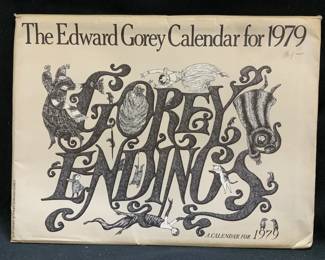 The Edward Gorey Calendar for 1979
GOREY
ENDINGS
A CALENDAR FOR 1979